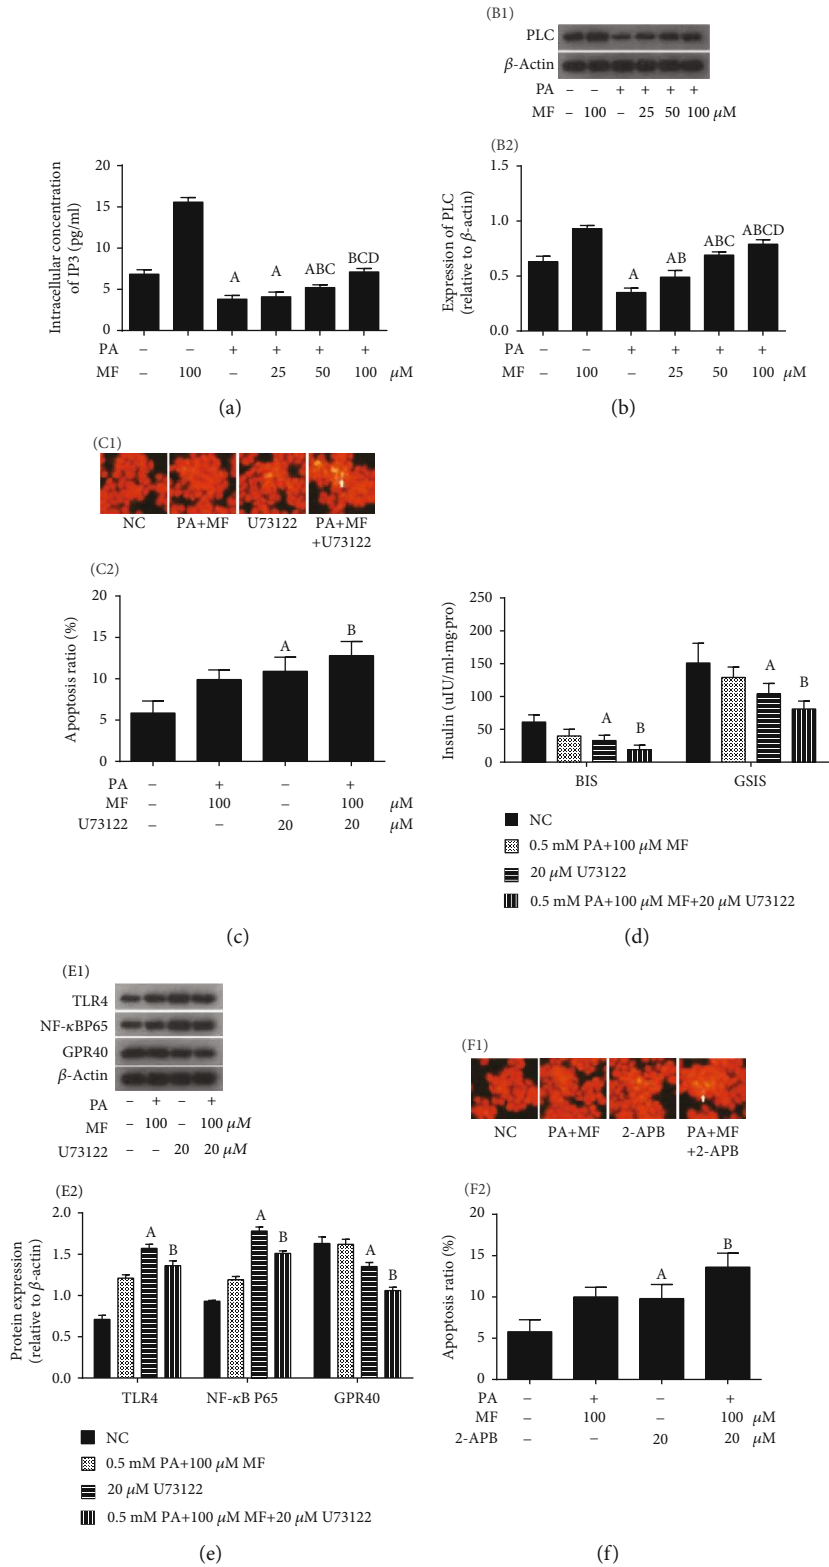 (B1)
PLC
β-Actin
PA – – + + + +
MF – 100 – 25 50 100 μM
(B2)
Intracellular concentration
of IP3 (pg/ml)
20
15
10
5
0
A A ABC BCD
PA – – + + + +
MF – 100 – 25 50 100 μM
(a)
Expression of PLC
(relative to β-actin)
1.5
1.0
0.5
0.0
A AB ABC ABCD
PA – – + + + +
MF – 100 – 25 50 100 μM
(b)
(C1)
NC PA+MF U73122 PA+MF
+U73122
(C2)
Apoptosis ratio (%)
20
15
10
5
0
A B
PA – + – +
MF – 100 – 100 μM
U73122 – – 20 20 μM
(c)
Insulin (uIU/ml·mg·pro)
250
200
150
100
50
0
A B A B
BIS GSIS
NC
0.5 mM PA+100 μM MF
20 μM U73122
0.5 mM PA+100 μM MF+20 μM U73122
(d)
(E1)
TLR4
NF-κBP65
GPR40
β-Actin
PA – + – +
MF – 100 – 100 μM
U73122 – – 20 20 μM
(E2)
Protein expression
(relative to β-actin)
2.0
1.5
1.0
0.5
0.0
A B A B A B
TLR4 NF-κB P65 GPR40
NC
0.5 mM PA+100 μM MF
20 μM U73122
0.5 mM PA+100 μM MF+20 μM U73122
(e)
(F1)
NC PA+MF 2-APB PA+MF
+2-APB
(F2)
Apoptosis ratio (%)
20
15
10
5
0
A B
PA – + – +
MF – 100 – 100 μM
2-APB – – 20 20 μM
(f)